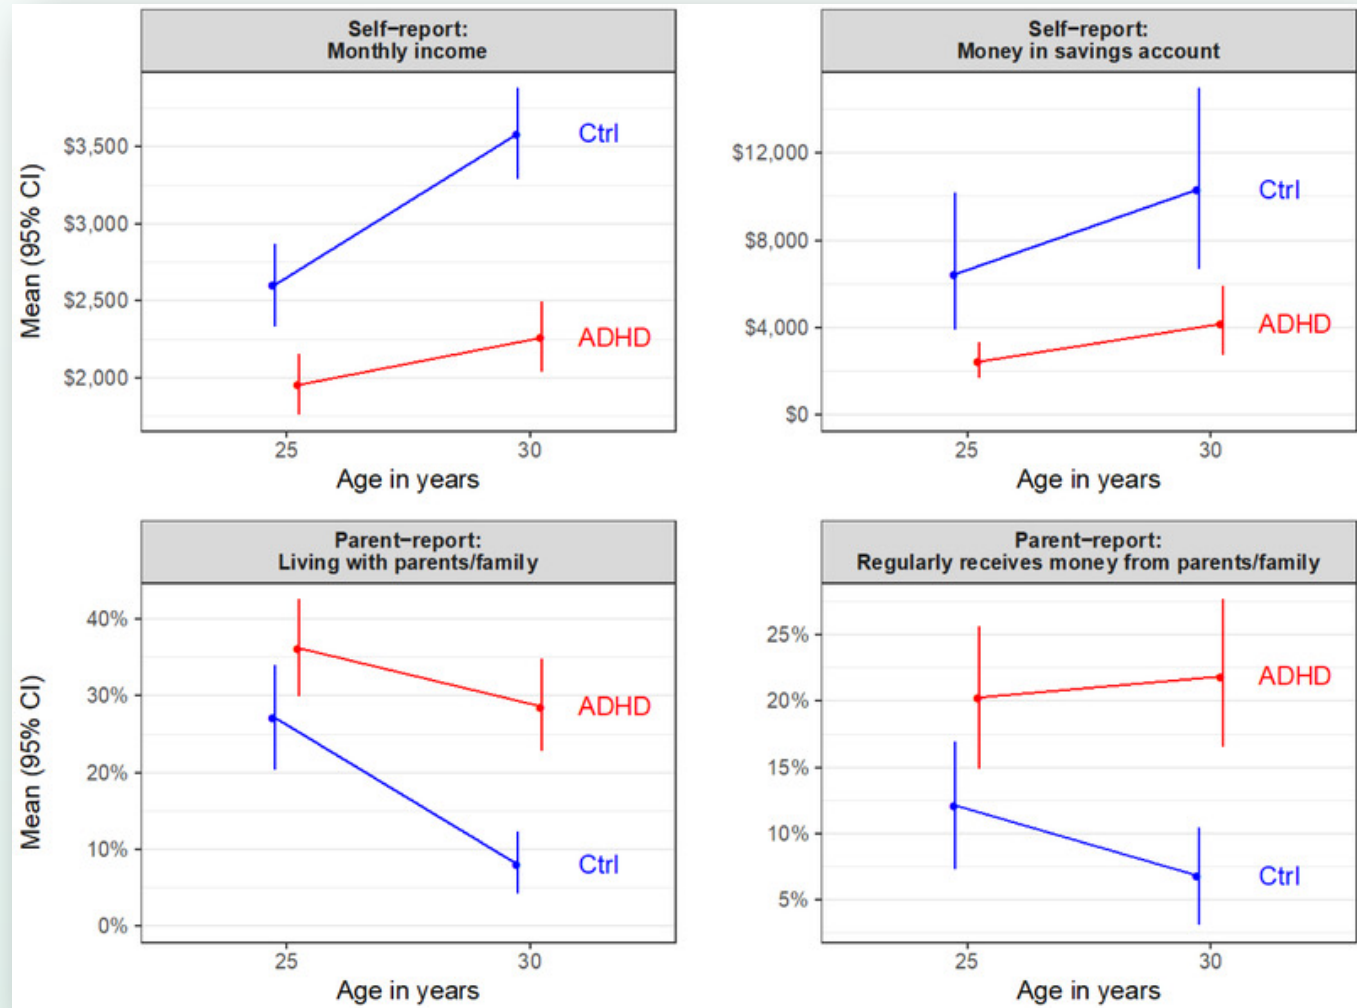 Self−report:
Monthly income
Mean (95% CI)
$3,500
$3,000
$2,500
$2,000
Ctrl
ADHD
25
30
Age in years
Self−report:
Money in savings account
$12,000
$8,000
$4,000
$0
Ctrl
ADHD
25
30
Age in years
Parent−report:
Living with parents/family
Mean (95% CI)
40%
30%
20%
10%
0%
ADHD
Ctrl
25
30
Age in years
Parent−report:
Regularly receives money from parents/family
25%
20%
15%
10%
5%
ADHD
Ctrl
25
30
Age in years